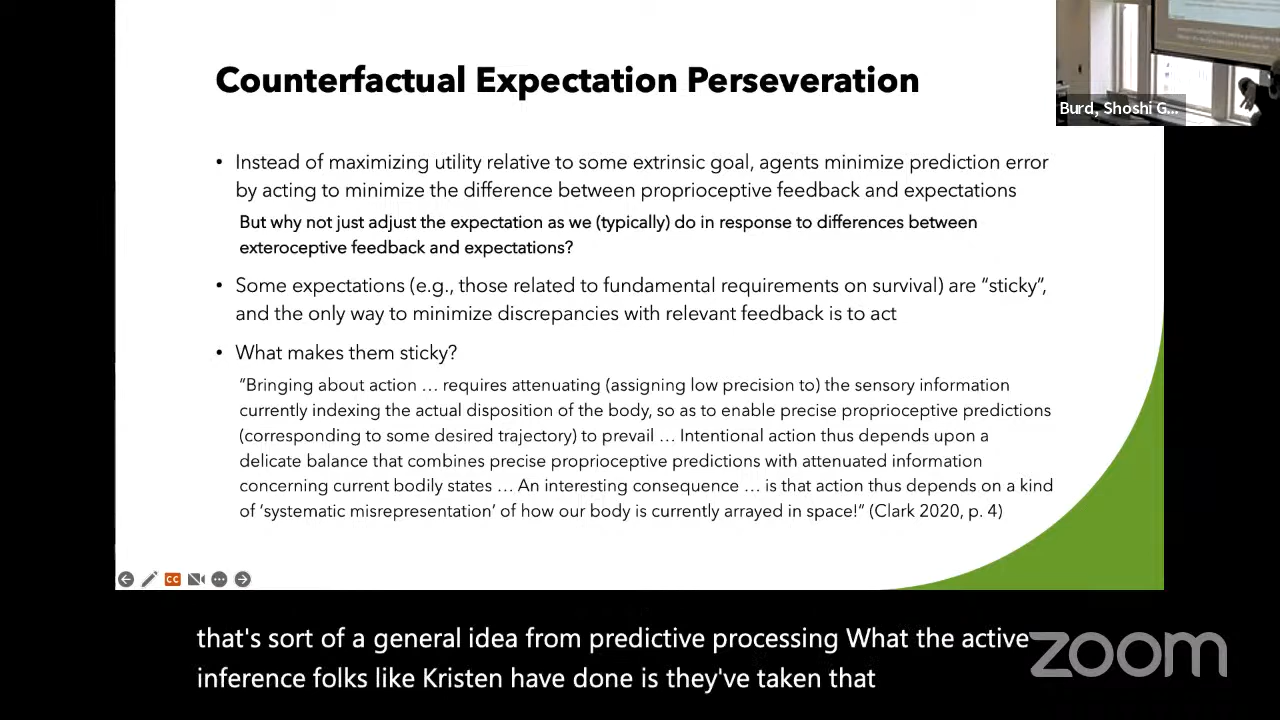 Counterfactual Expectation Perseveration
Burd, Shoshi G...
• Instead of maximizing utility relative to some extrinsic goal, agents minimize prediction error
by acting to minimize the difference between proprioceptive feedback and expectations
But why not just adjust the expectation as we (typically) do in response to differences between
exteroceptive feedback and expectations?
• Some expectations (e.g., those related to fundamental requirements on survival) are “sticky”,
and the only way to minimize discrepancies with relevant feedback is to act
• What makes them sticky?
“Bringing about action … requires attenuating (assigning low precision to) the sensory information
currently indexing the actual disposition of the body, so as to enable precise proprioceptive predictions
(corresponding to some desired trajectory) to prevail … Intentional action thus depends upon a
delicate balance that combines precise proprioceptive predictions with attenuated information
concerning current bodily states … An interesting consequence … is that action thus depends on a kind
of ‘systematic misrepresentation’ of how our body is currently arrayed in space!” (Clark 2020, p. 4)
CC
that's sort of a general idea from predictive processing What the active
inference folks like Kristen have done is they've taken that
zoom